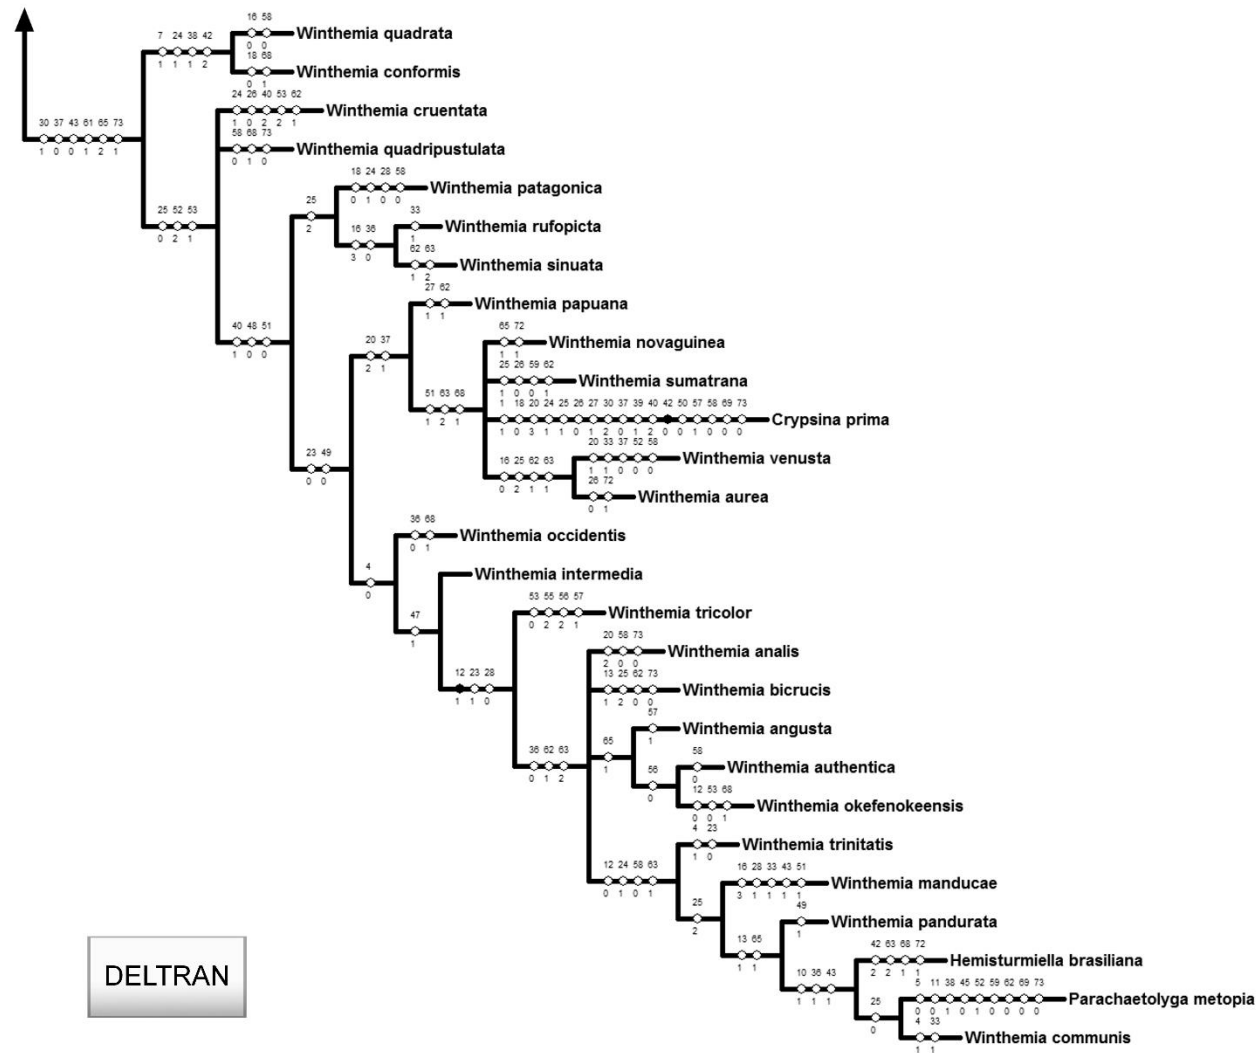 16 58
Winthemia quadrata
0 0
7 24 38 42
1 1 1 2
18 68
Winthemia conformis
0 1
24 26 40 53 62
Winthemia cruentata
1 0 2 2 1
30 37 43 61 65 73
1 0 0 1 2 1
58 68 73
Winthemia quadripustulata
0 1 0
18 24 28 58
Winthemia patagonica
0 1 0 0
25
2
25 52 53
0 2 1
33
Winthemia rufopicta
1
16 36
3 0
62 63
Winthemia sinuata
1 2
27 62
Winthemia papuana
1 1
40 48 51
1 0 0
65 72
Winthemia novaguinea
1 1
20 37
2 1
25 26 59 62
Winthemia sumatrana
1 0 0 1
51 63 68
1 2 1
1 18 20 24 25 26 27 30 37 39 40 42 50 57 58 69 73
Crypsina prima
1 0 3 1 1 0 1 2 0 1 2 0 0 1 0 0 0
20 33 37 52 58
Winthemia venusta
1 1 0 0 0
23 49
0 0
16 25 62 63
0 2 1 1
26 72
Winthemia aurea
0 1
36 68
Winthemia occidentis
0 1
4
0
Winthemia intermedia
47
1
53 55 56 57
Winthemia tricolor
0 2 2 1
20 58 73
Winthemia analis
2 0 0
12 23 28
1 1 0
13 25 62 73
Winthemia bicrucis
1 2 0 0
57
Winthemia angusta
1
65
1
36 62 63
0 1 2
58
Winthemia authentica
0
56
0
12 53 68
Winthemia okefenokeensis
0 0 1
4 23
Winthemia trinitatis
1 0
12 24 58 63
0 1 0 1
16 28 33 43 51
Winthemia manducae
3 1 1 1 1
25
2
49
Winthemia pandurata
1
13 65
1 1
42 63 68 72
Hemisturmiella brasiliana
2 2 1 1
10 36 43
1 1 1
5 11 38 45 52 59 62 69 73
Parachaetolyga metopia
0 0 1 0 1 0 0 0 0
25
0
4 33
Winthemia communis
1 1
DELTRAN